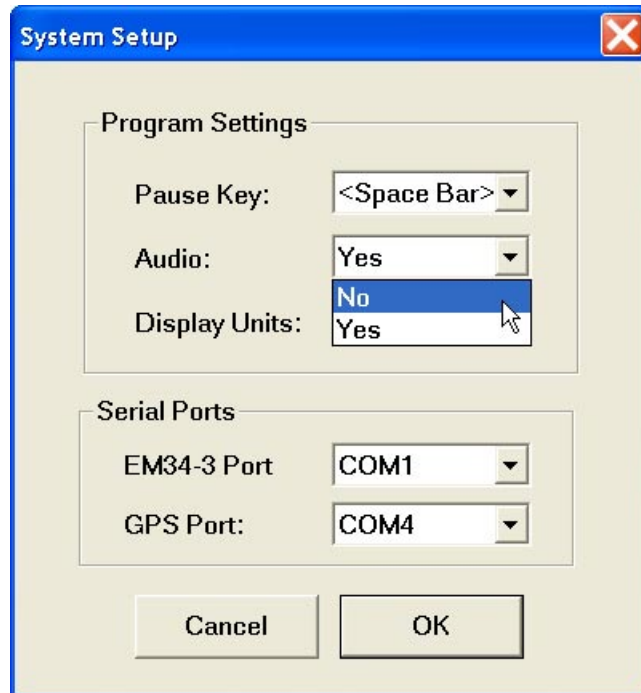 System Setup
Program Settings
Pause Key: <Space Bar>
Audio: Yes
No
Display Units: Yes
Serial Ports
EM34-3 Port COM1
GPS Port: COM4
Cancel OK